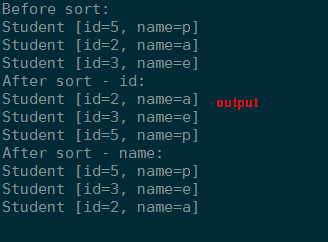 Before sort:
Student [id=5, name=p]
Student [id=2, name=a]
Student [id=3, name=e]
After sort - id:
Student [id=2, name=a] output
Student [id=3, name=e]
Student [id=5, name=p]
After sort - name:
Student [id=5, name=p]
Student [id=3, name=e]
Student [id=2, name=a]